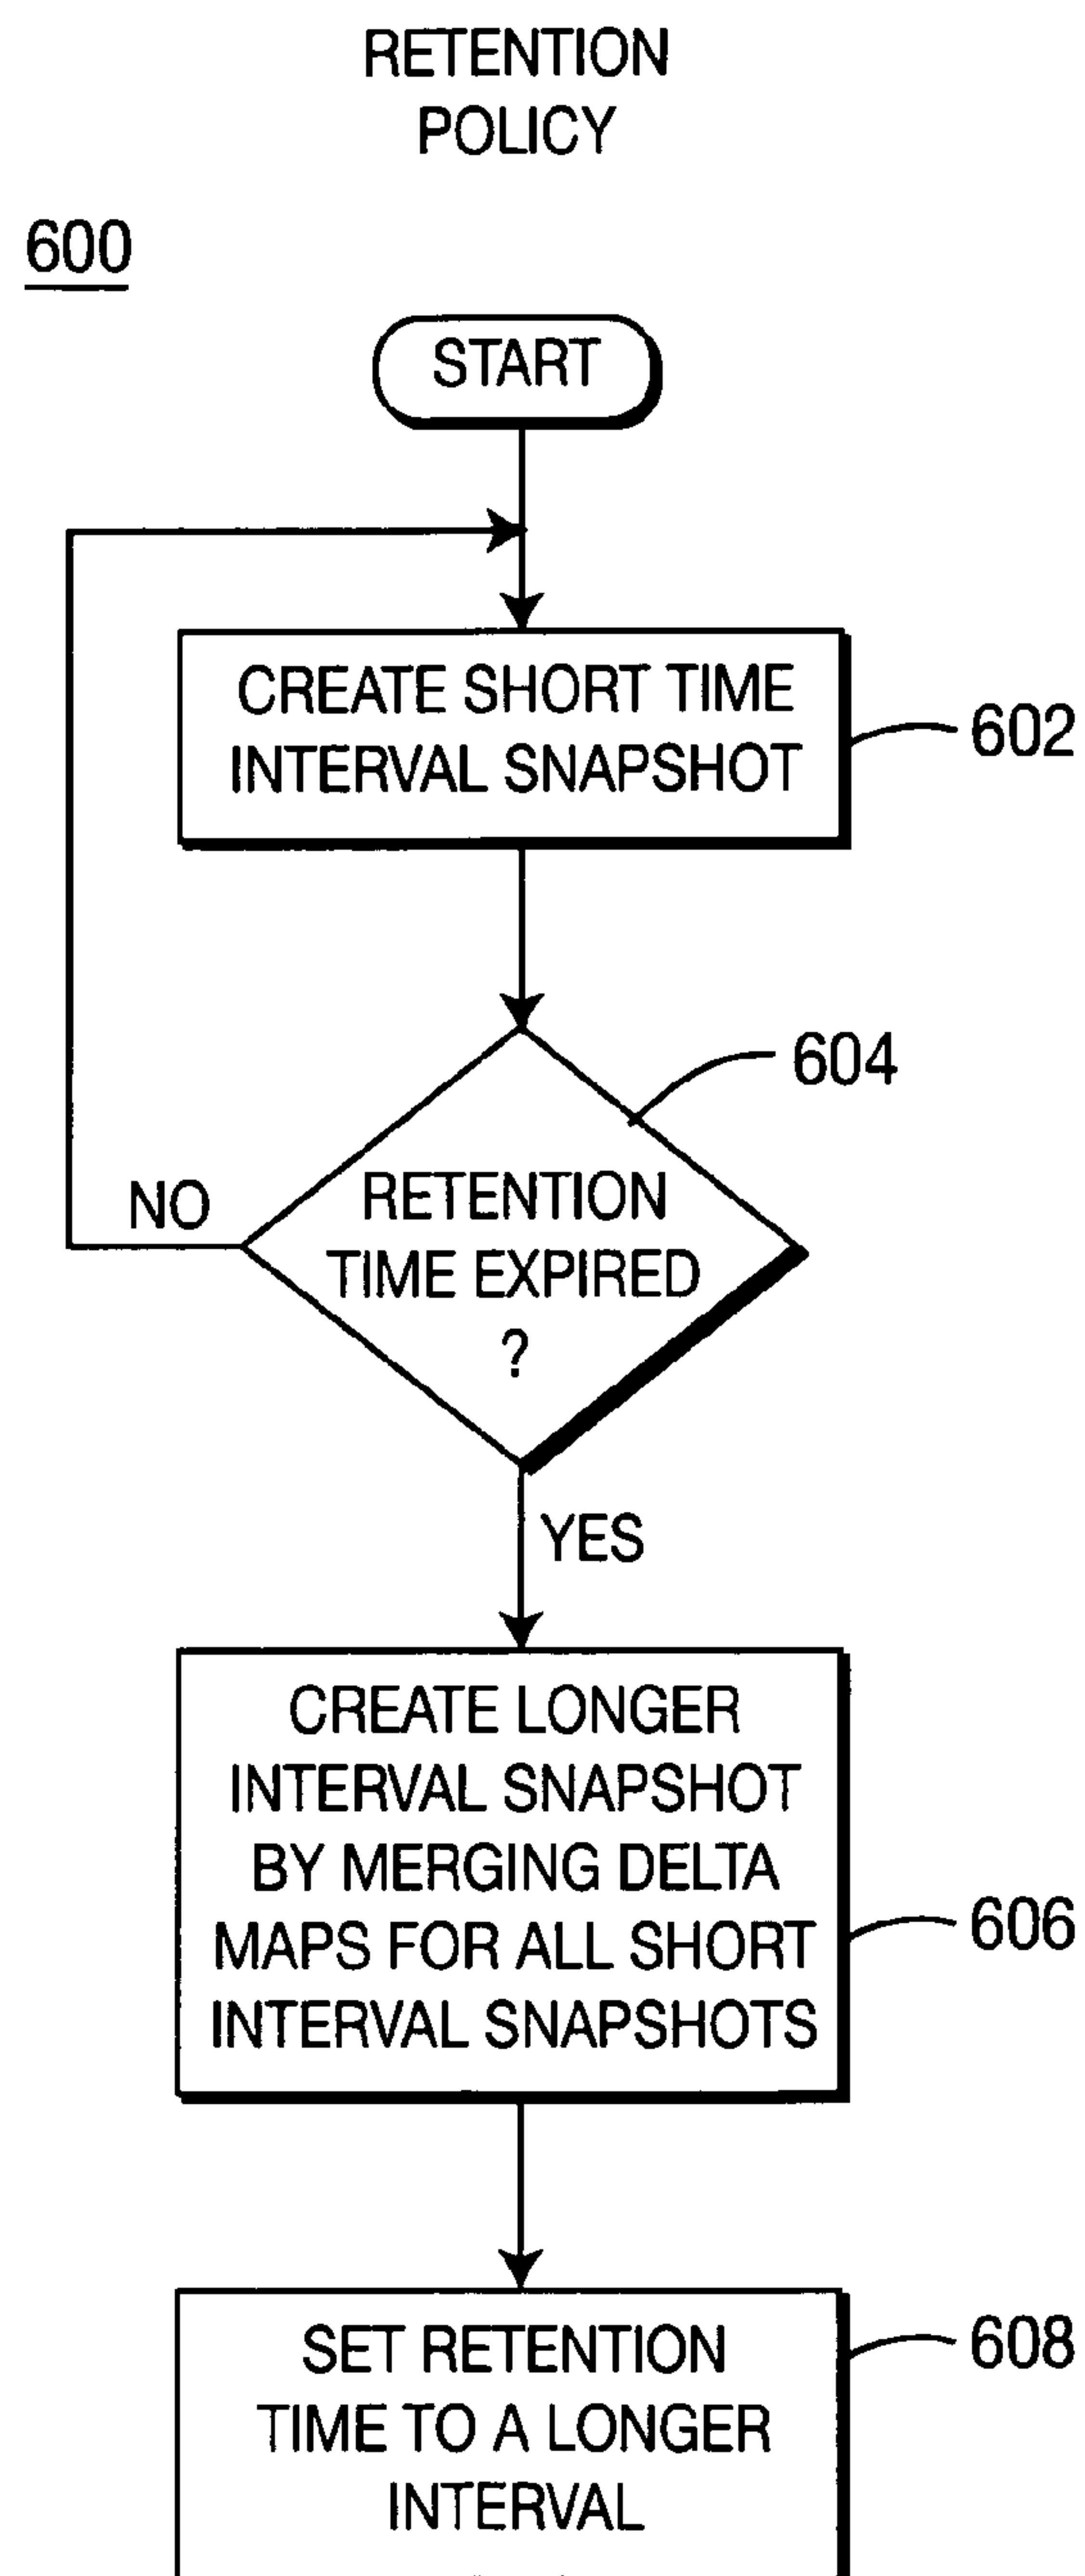 RETENTION
POLICY
600
START
CREATE SHORT TIME
INTERVAL SNAPSHOT
602
604
RETENTION
TIME EXPIRED
?
NO
YES
CREATE LONGER
INTERVAL SNAPSHOT
BY MERGING DELTA
MAPS FOR ALL SHORT
INTERVAL SNAPSHOTS
606
SET RETENTION
TIME TO A LONGER
INTERVAL
608